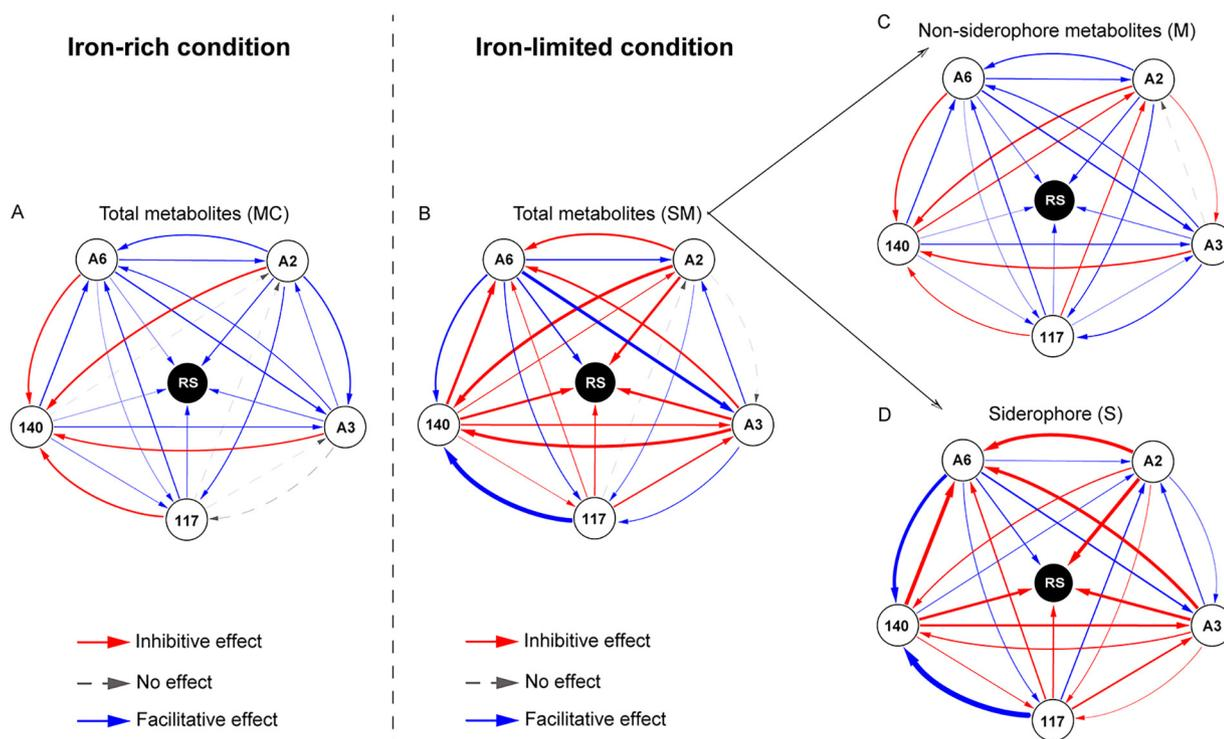 Iron-rich condition
Iron-limited condition
C
Non-siderophore metabolites (M)
A6
A2
RS
140
A3
117
A
Total metabolites (MC)
A6
A2
RS
140
A3
117
B
Total metabolites (SM)
A6
A2
RS
140
A3
117
D
Siderophore (S)
A6
A2
RS
140
A3
117
Inhibitive effect
No effect
Facilitative effect
Inhibitive effect
No effect
Facilitative effect